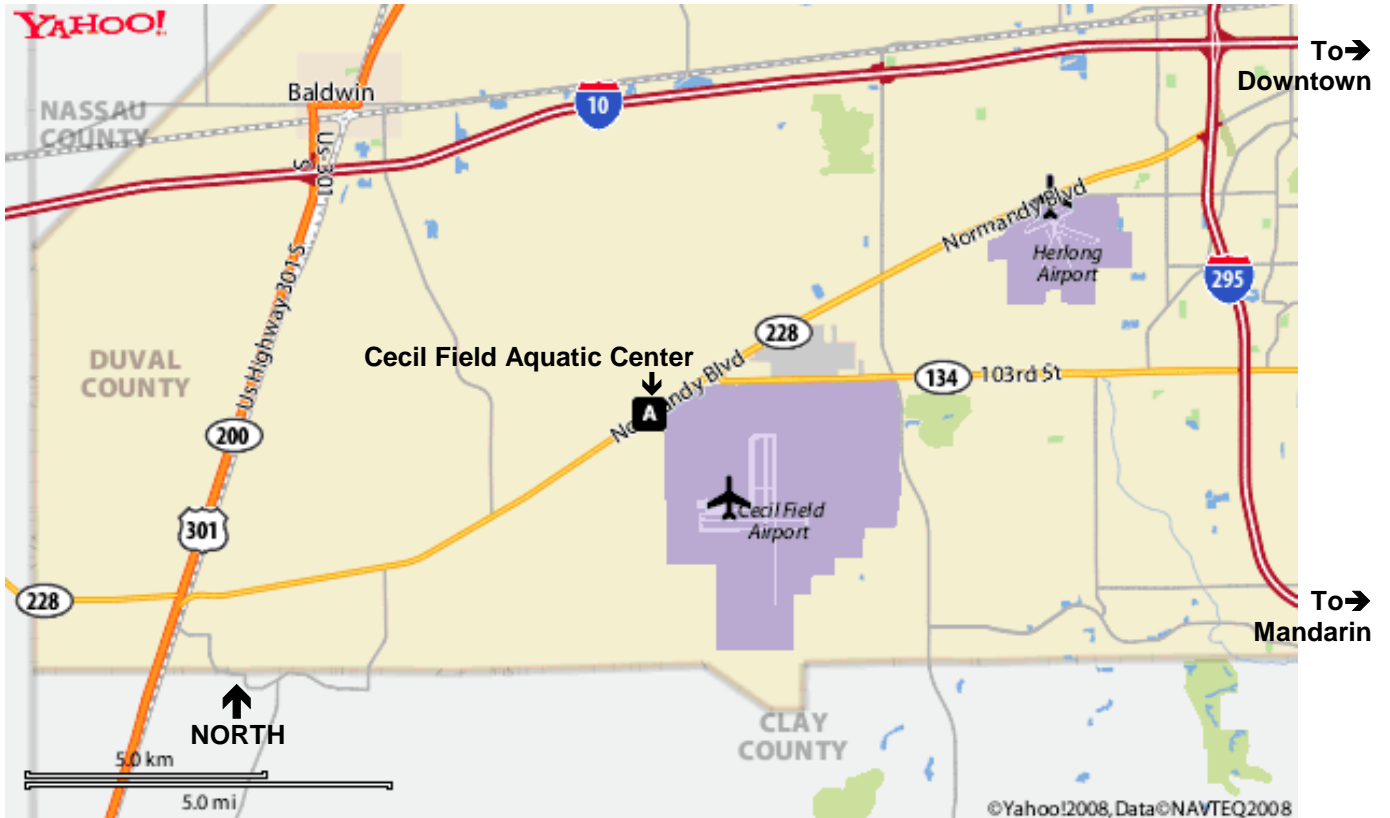 YAHOO!
To➔
Downtown
Baldwin
NASSAU
COUNTY
10
Us-301
S
Normandy Blvd
Herlong
Airport
295
Us Highway 301 S
228
DUVAL
COUNTY
Cecil Field Aquatic Center
134
103rd St
A
Normandy Blvd
200
Cecil Field
Airport
301
228
To➔
Mandarin
NORTH
CLAY
COUNTY
5.0 km
5.0 mi
©Yahoo!2008, Data©NAVTEQ2008